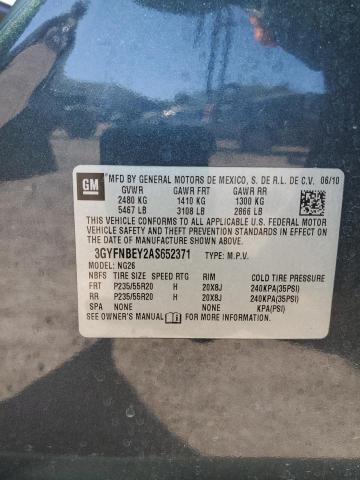 GM
MFD BY GENERAL MOTORS DE MEXICO, S. DE R.L. DE C.V. 06/10
GVWR GAWR FRT GAWR RR
2480 KG 1410 KG 1300 KG
5467 LB 3108 LB 2866 LB
THIS VEHICLE CONFORMS TO ALL APPLICABLE U.S. FEDERAL MOTOR
VEHICLE SAFETY, BUMPER, AND THEFT PREVENTION STANDARDS IN
EFFECT ON THE DATE OF MANUFACTURE SHOWN ABOVE.
3GYFNBEY2AS652371 TYPE: M.P.V.
MODEL: NG26
NBFS TIRE SIZE SPEED RTG RIM COLD TIRE PRESSURE
FRT P235/55R20 H 20X8J 240KPA(35PSI)
RR P235/55R20 H 20X8J 240KPA(35PSI)
SPA NONE NONE KPA(PSI)
SEE OWNER'S MANUAL FOR MORE INFORMATION